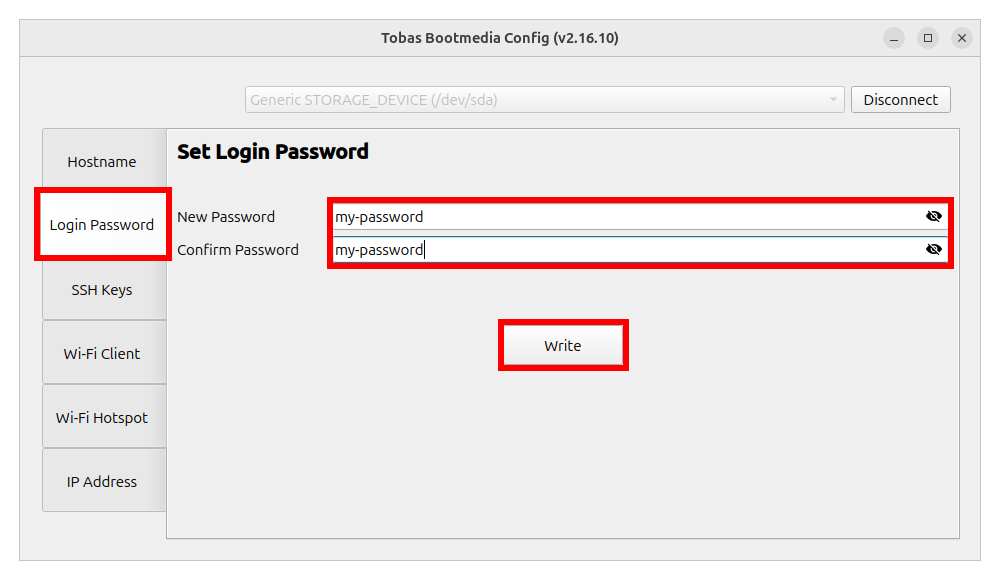 Tobas Bootmedia Config (v2.16.10)
Generic STORAGE_DEVICE (/dev/sda)
Disconnect
Hostname
Login Password
SSH Keys
Wi-Fi Client
Wi-Fi Hotspot
IP Address
Set Login Password
New Password
my-password
Confirm Password
my-password
Write